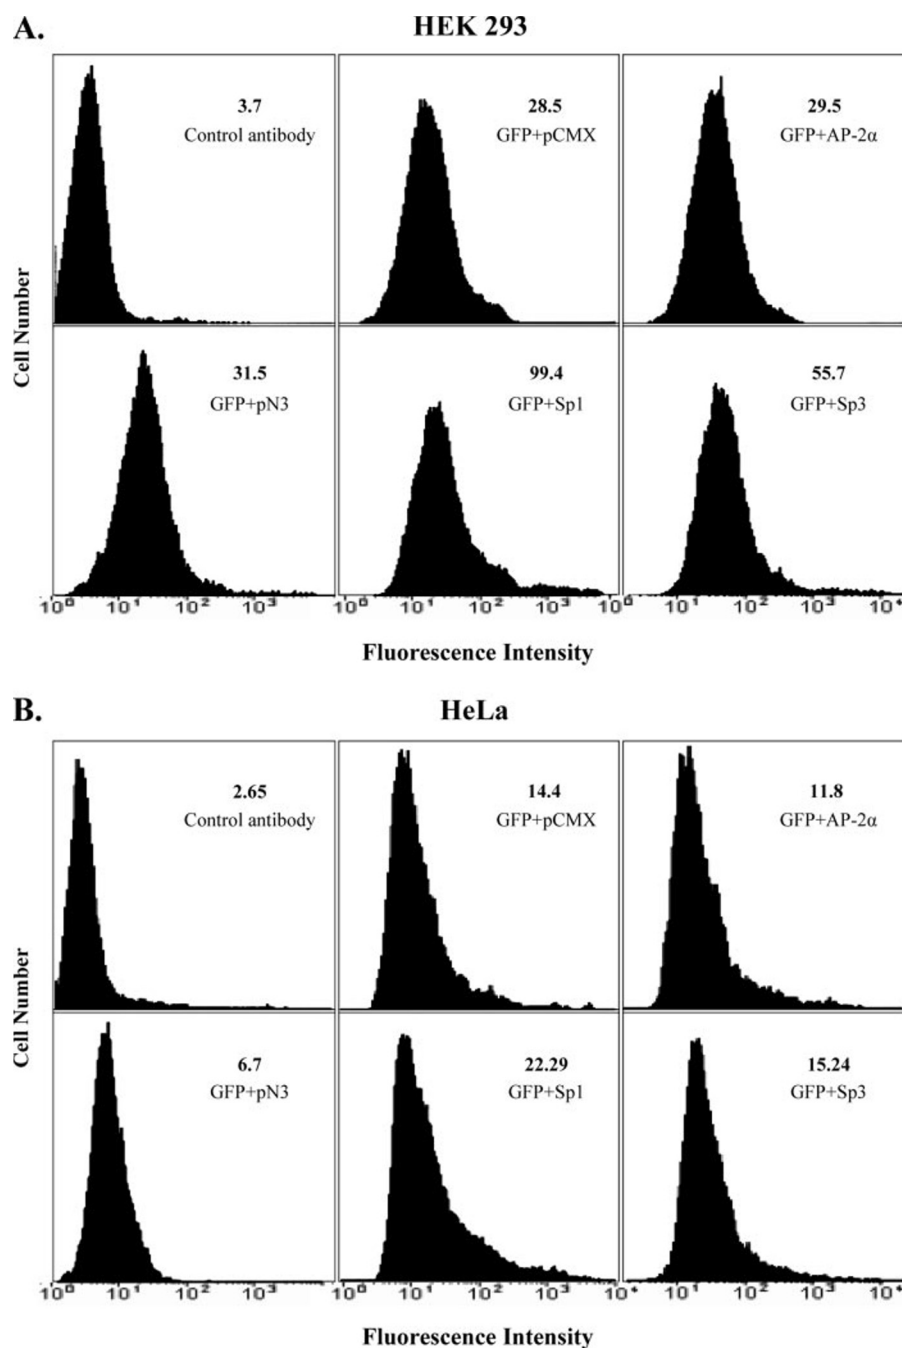 A.
HEK 293
3.7
Control antibody
28.5
GFP+pCMX
29.5
GFP+AP-2α
Cell Number
31.5
GFP+pN3
99.4
GFP+Sp1
55.7
GFP+Sp3
10⁰ 10¹ 10² 10³ 10⁰ 10¹ 10² 10³ 10¹ 10² 10³ 10⁴
Fluorescence Intensity
B.
HeLa
2.65
Control antibody
14.4
GFP+pCMX
11.8
GFP+AP-2α
Cell Number
6.7
GFP+pN3
22.29
GFP+Sp1
15.24
GFP+Sp3
10⁰ 10¹ 10² 10³ 10⁰ 10¹ 10² 10³ 10¹ 10² 10³ 10⁴
Fluorescence Intensity